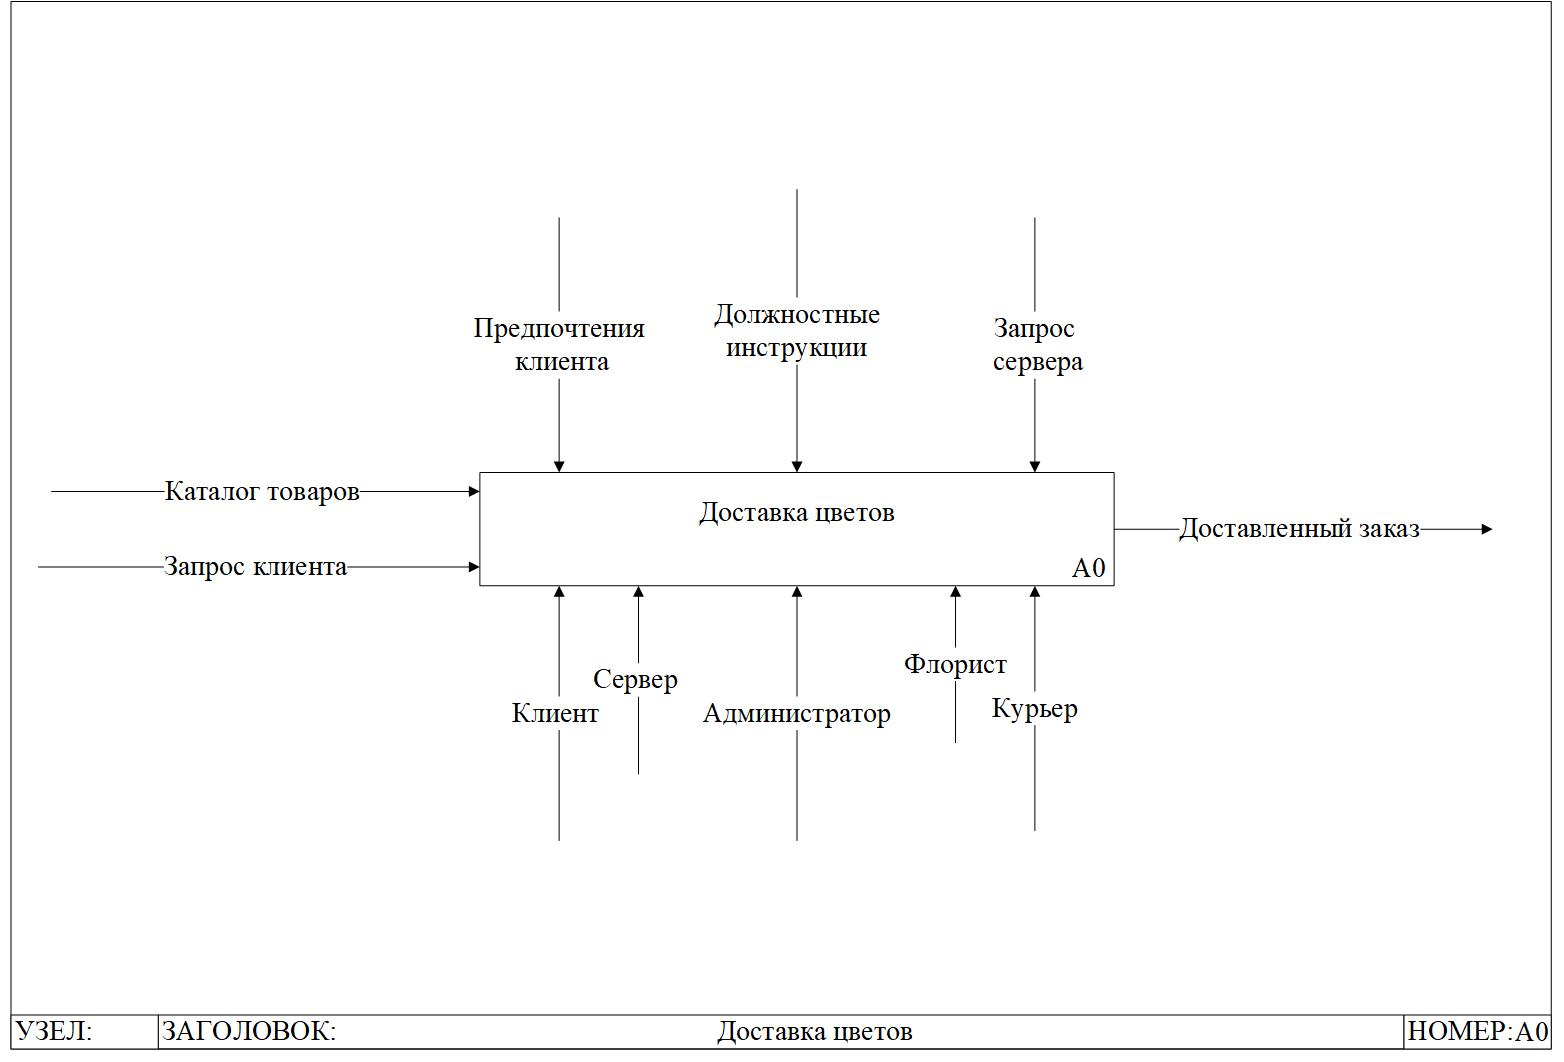 Предпочтения
клиента
Должностные
инструкции
Запрос
сервера
Каталог товаров
Запрос клиента
Доставка цветов
A0
Доставленный заказ
Клиент
Сервер
Администратор
Флорист
Курьер
УЗЕЛ:
ЗАГОЛОВОК:
Доставка цветов
НОМЕР: A0